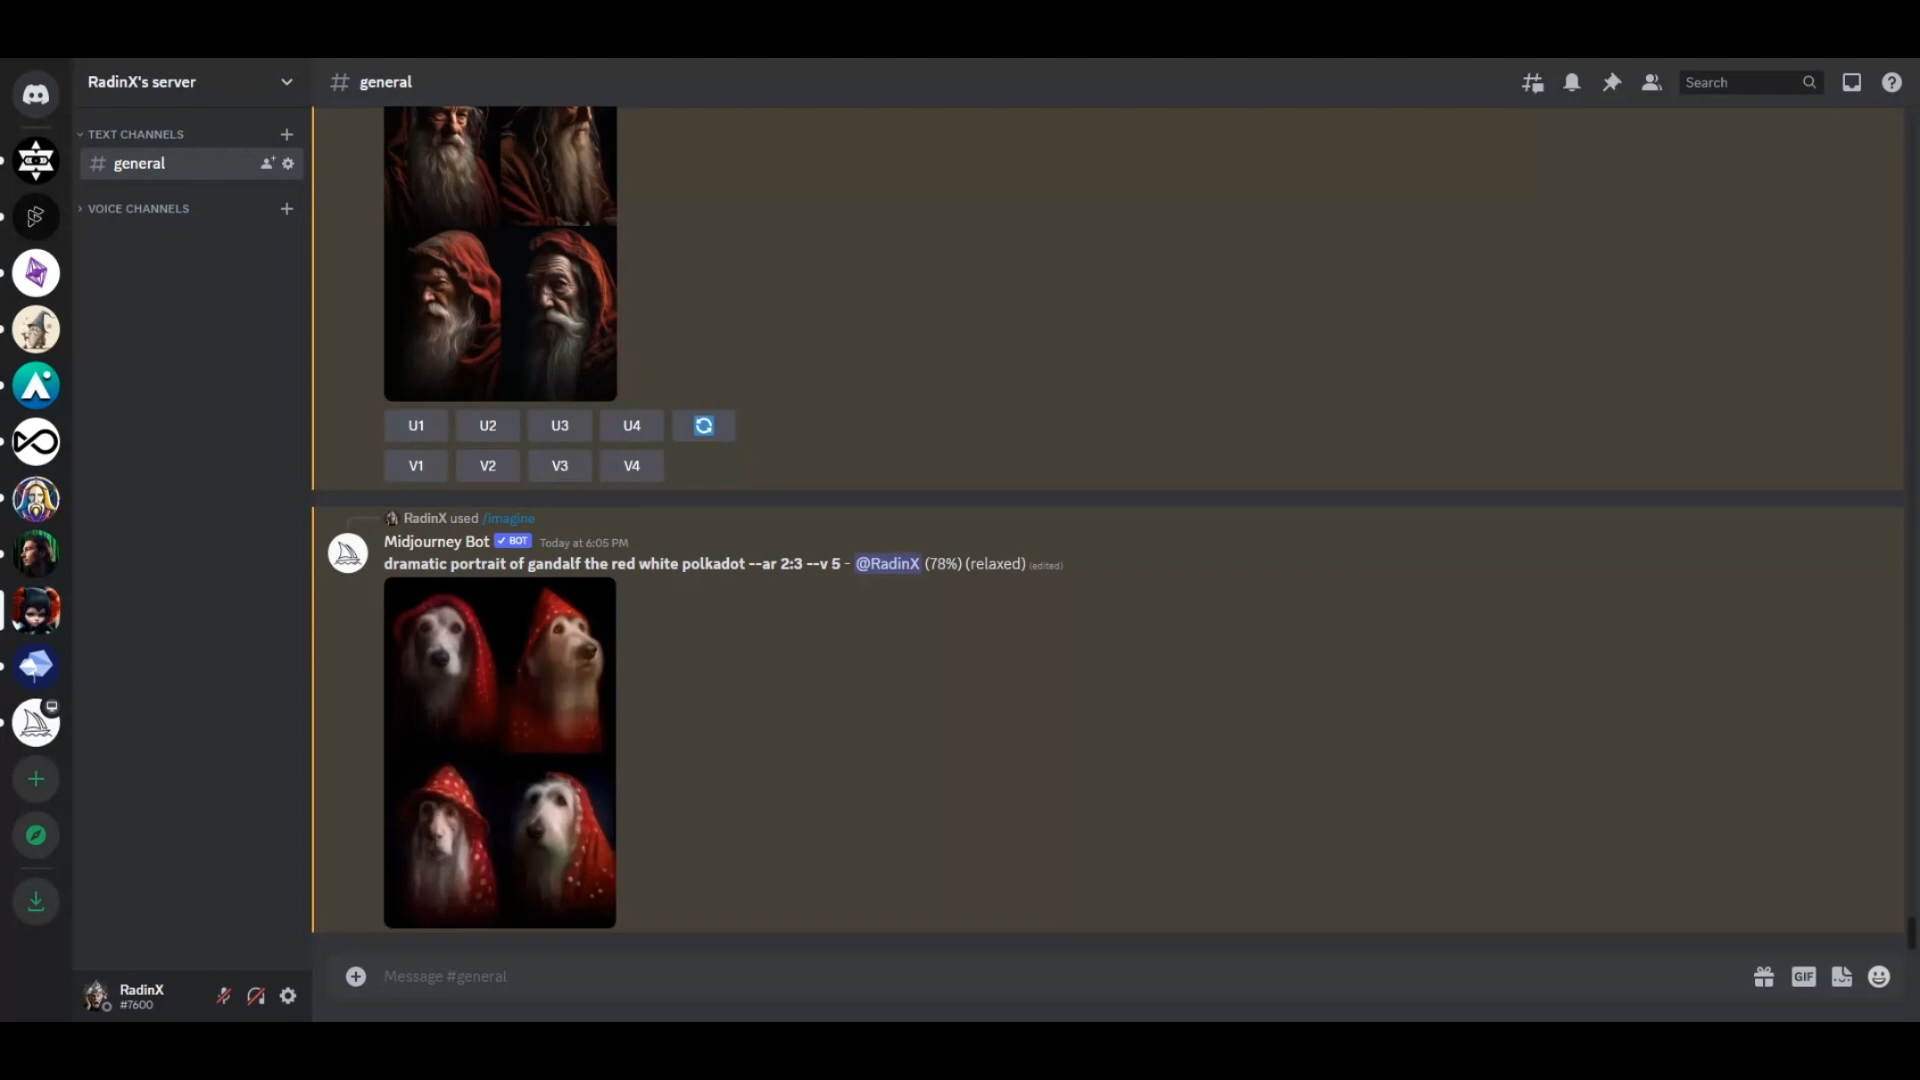 RadinX's server
general
Search
TEXT CHANNELS
general
VOICE CHANNELS
U1 U2 U3 U4
V1 V2 V3 V4
RadinX used /imagine
Midjourney Bot ✓ BOT Today at 6:05 PM
dramatic portrait of gandalf the red white polkadot --ar 2:3 --v 5 - @RadinX (78%) (relaxed) (edited)
Message #general
GIF
RadinX
#7600